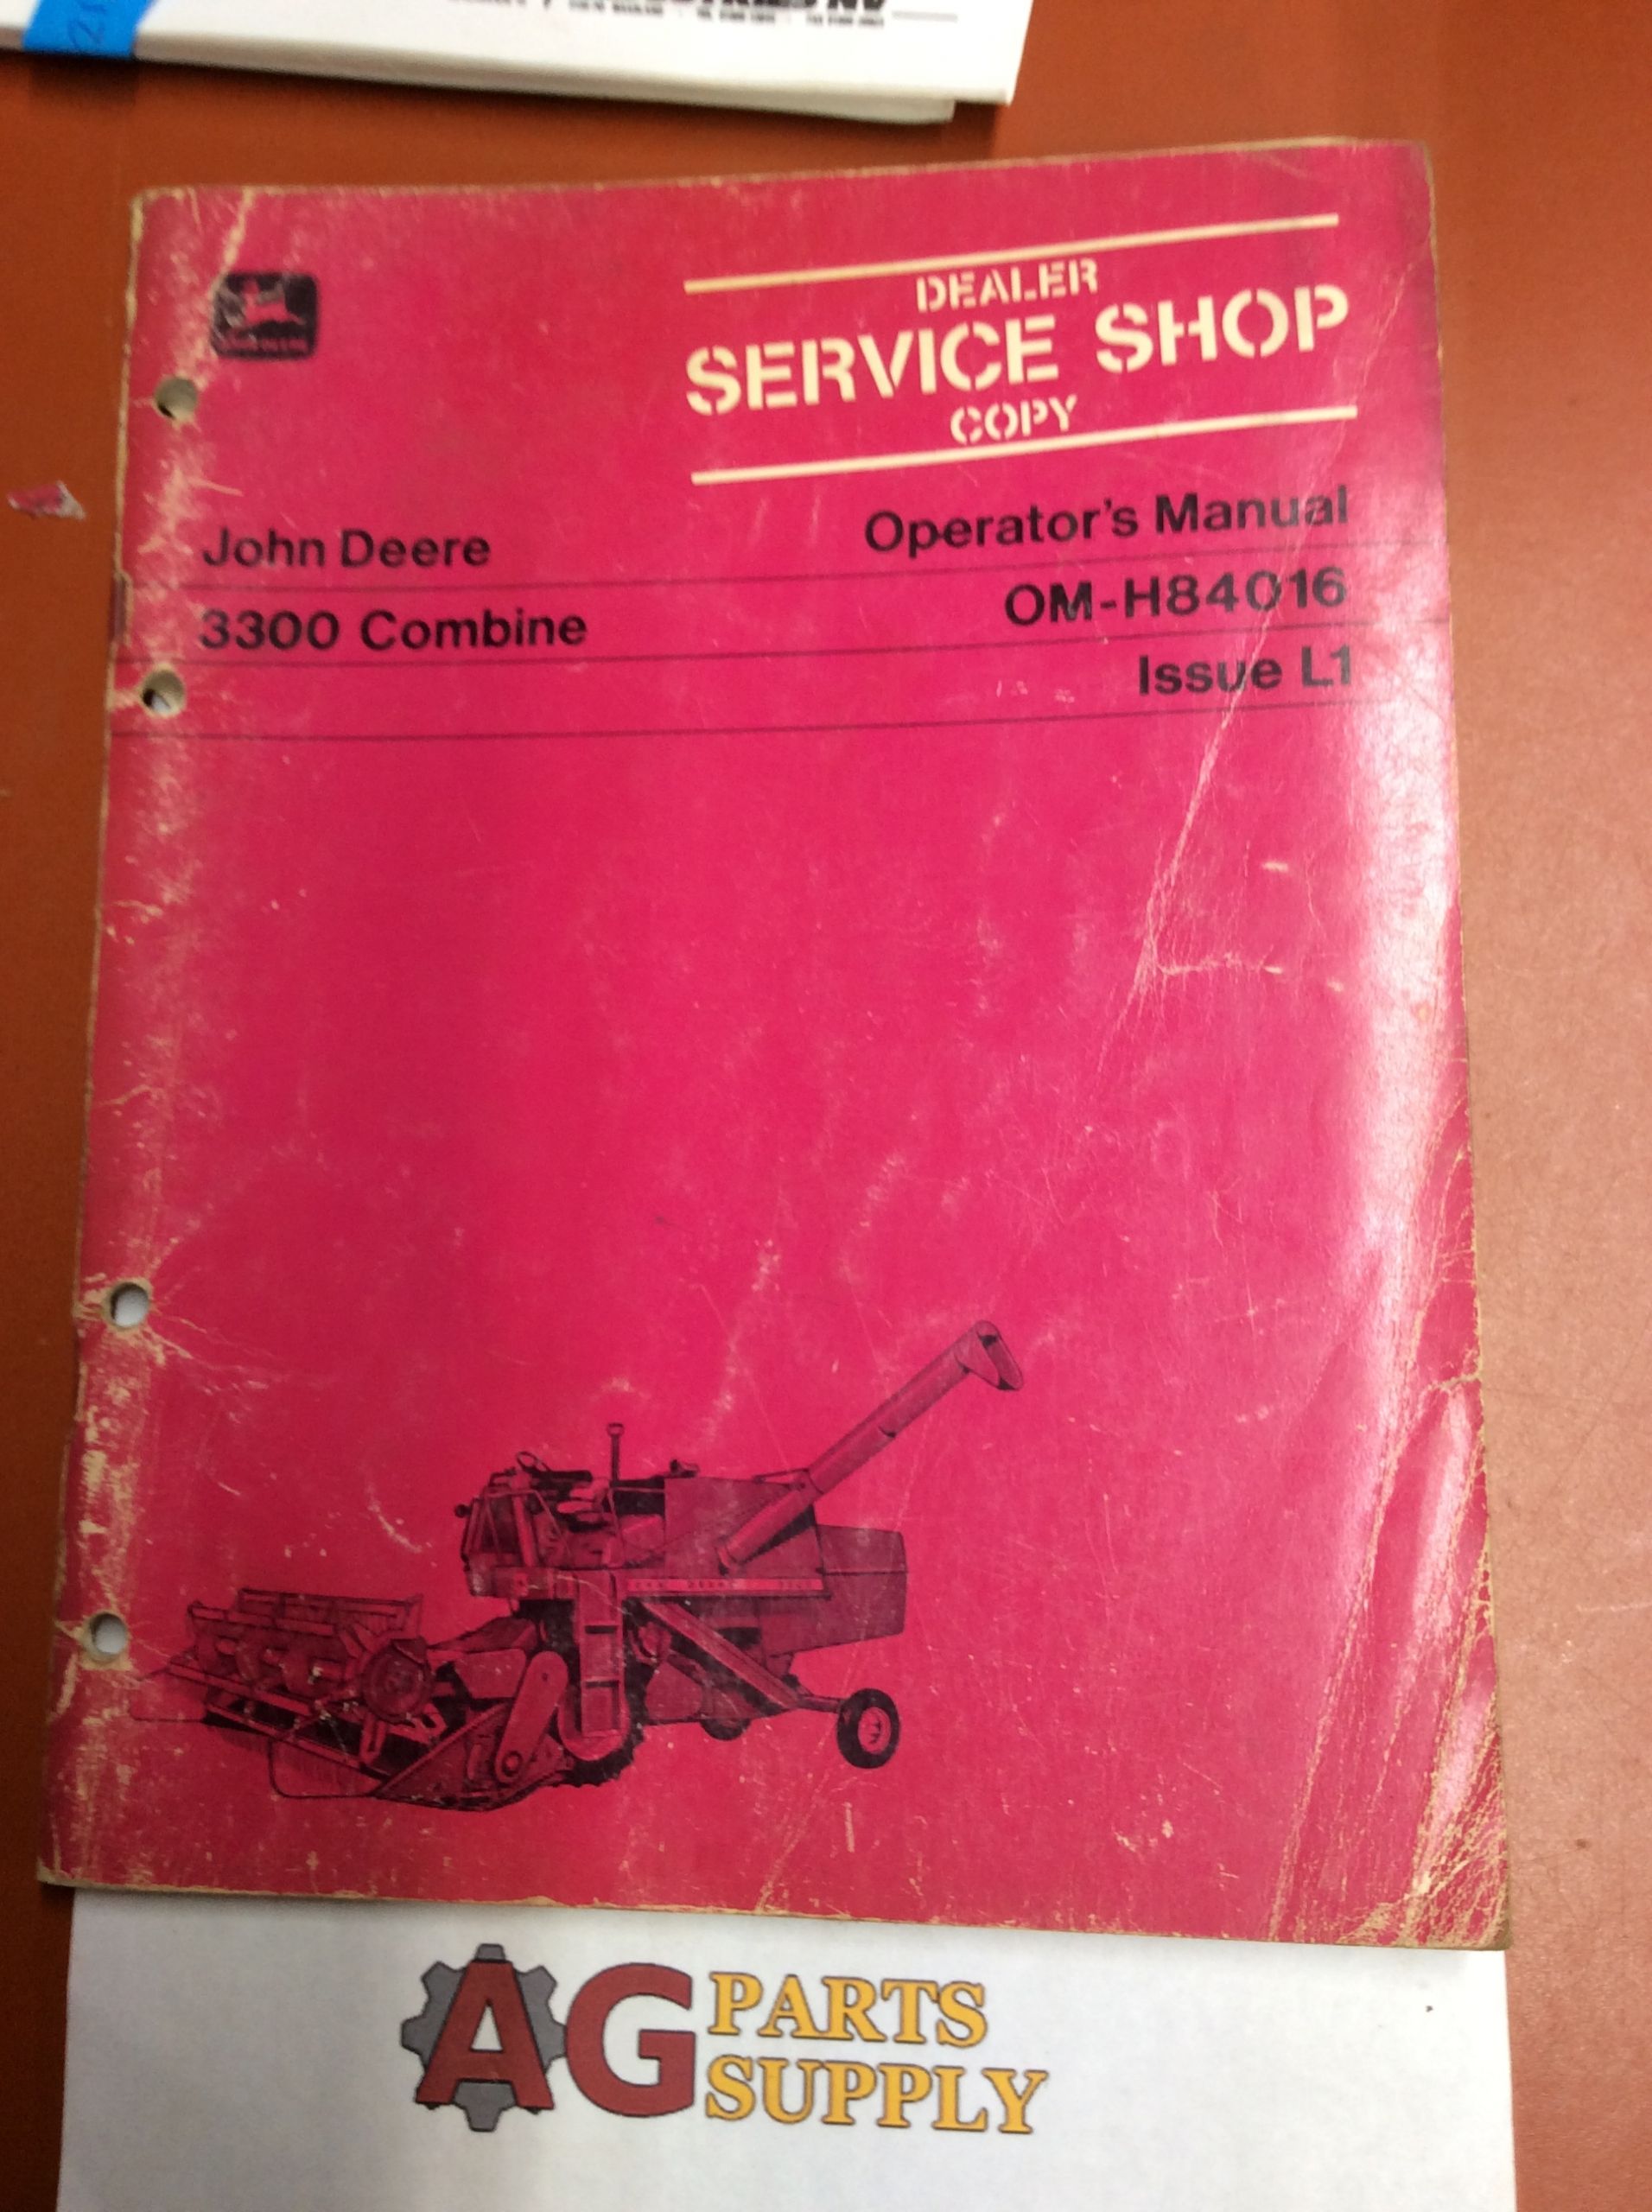 DEALER
SERVICE SHOP
COPY
John Deere
Operator's Manual
3300 Combine
OM-H84016
Issue L1
AG PARTS
SUPPLY